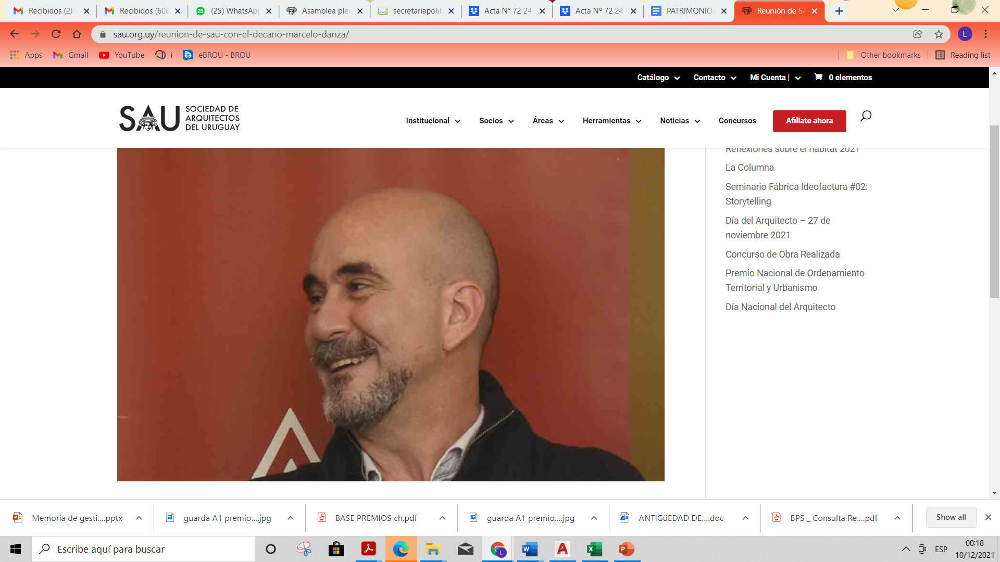 Recibidos (2) -
Recibidos (600
(25) WhatsApp
Asamblea plen
secretariapolit
Acta N° 72 24-
Acta Nº 72 24
PATRIMONIO.
Reunión de SA
sau.org.uy/reunion-de-sau-con-el-decano-marcelo-danza/
L
Apps
Gmail
YouTube
i
eBROU - BROU
Other bookmarks
Reading list
Catálogo
Contacto
Mi Cuenta |
0 elementos
SAU
SOCIEDAD DE
ARQUITECTOS
DEL URUGUAY
Institucional
Socios
Áreas
Herramientas
Noticias
Concursos
Afiliate ahora
Reflexiones sobre el hábitat 2021
La Columna
Seminario Fábrica Ideofactura #02:
Storytelling
Día del Arquitecto – 27 de
noviembre 2021
Concurso de Obra Realizada
Premio Nacional de Ordenamiento
Territorial y Urbanismo
Día Nacional del Arquitecto
Memoria de gesti....pptx
guarda A1 premio....jpg
BASE PREMIOS ch.pdf
guarda A1 premio....jpg
ANTIGüEDAD DE....doc
BPS _ Consulta Re....pdf
Show all
Escribe aquí para buscar
ESP
00:18
10/12/2021